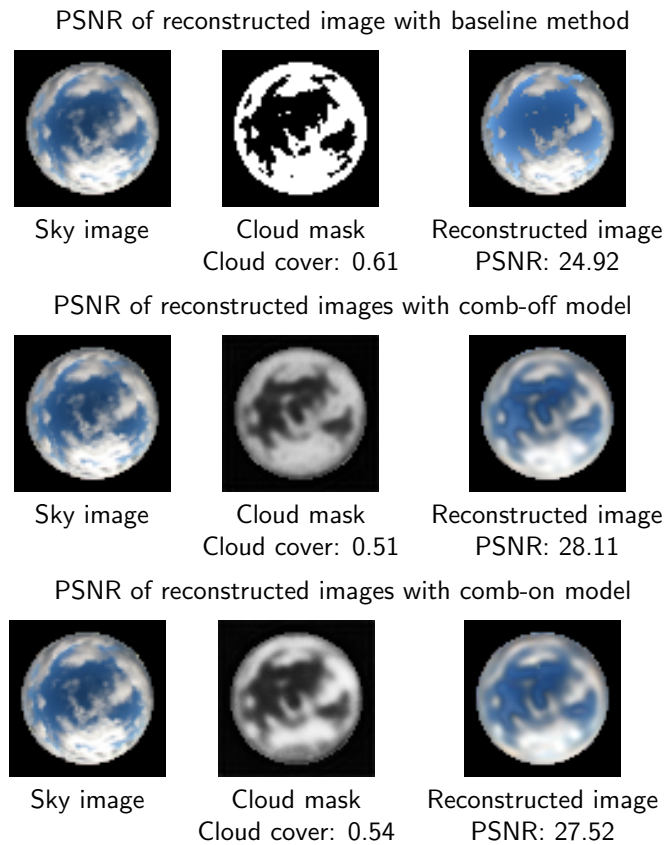 PSNR of reconstructed image with baseline method
Sky image
Cloud mask
Cloud cover: 0.61
Reconstructed image
PSNR: 24.92
PSNR of reconstructed images with comb-off model
Sky image
Cloud mask
Cloud cover: 0.51
Reconstructed image
PSNR: 28.11
PSNR of reconstructed images with comb-on model
Sky image
Cloud mask
Cloud cover: 0.54
Reconstructed image
PSNR: 27.52